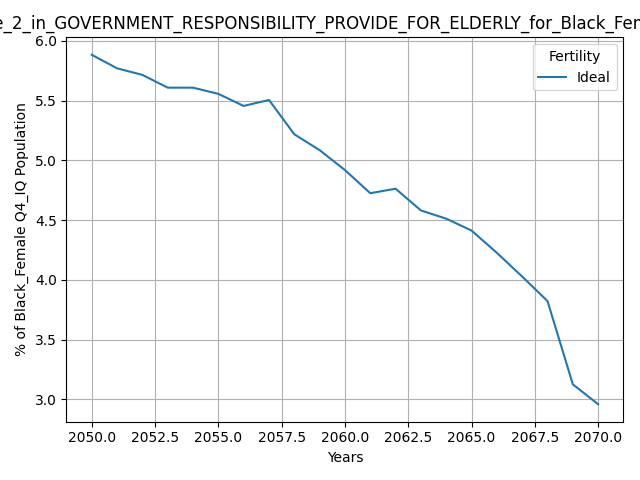 e_2_in_GOVERNMENT_RESPONSIBILITY_PROVIDE_FOR_ELDERLY_for_Black_Fem
Fertility
Ideal
6.0
5.5
5.0
4.5
4.0
3.5
3.0
% of Black_Female Q4_IQ Population
2050.0 2052.5 2055.0 2057.5 2060.0 2062.5 2065.0 2067.5 2070.0
Years